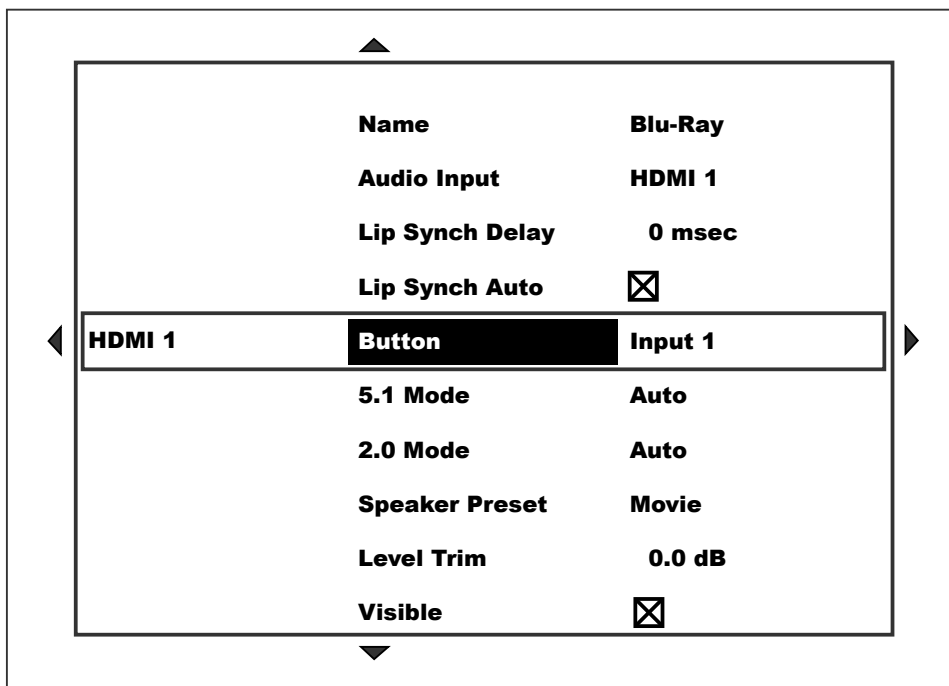 Name Blu-Ray
Audio Input HDMI 1
Lip Synch Delay 0 msec
Lip Synch Auto
HDMI 1 Button Input 1
5.1 Mode Auto
2.0 Mode Auto
Speaker Preset Movie
Level Trim 0.0 dB
Visible